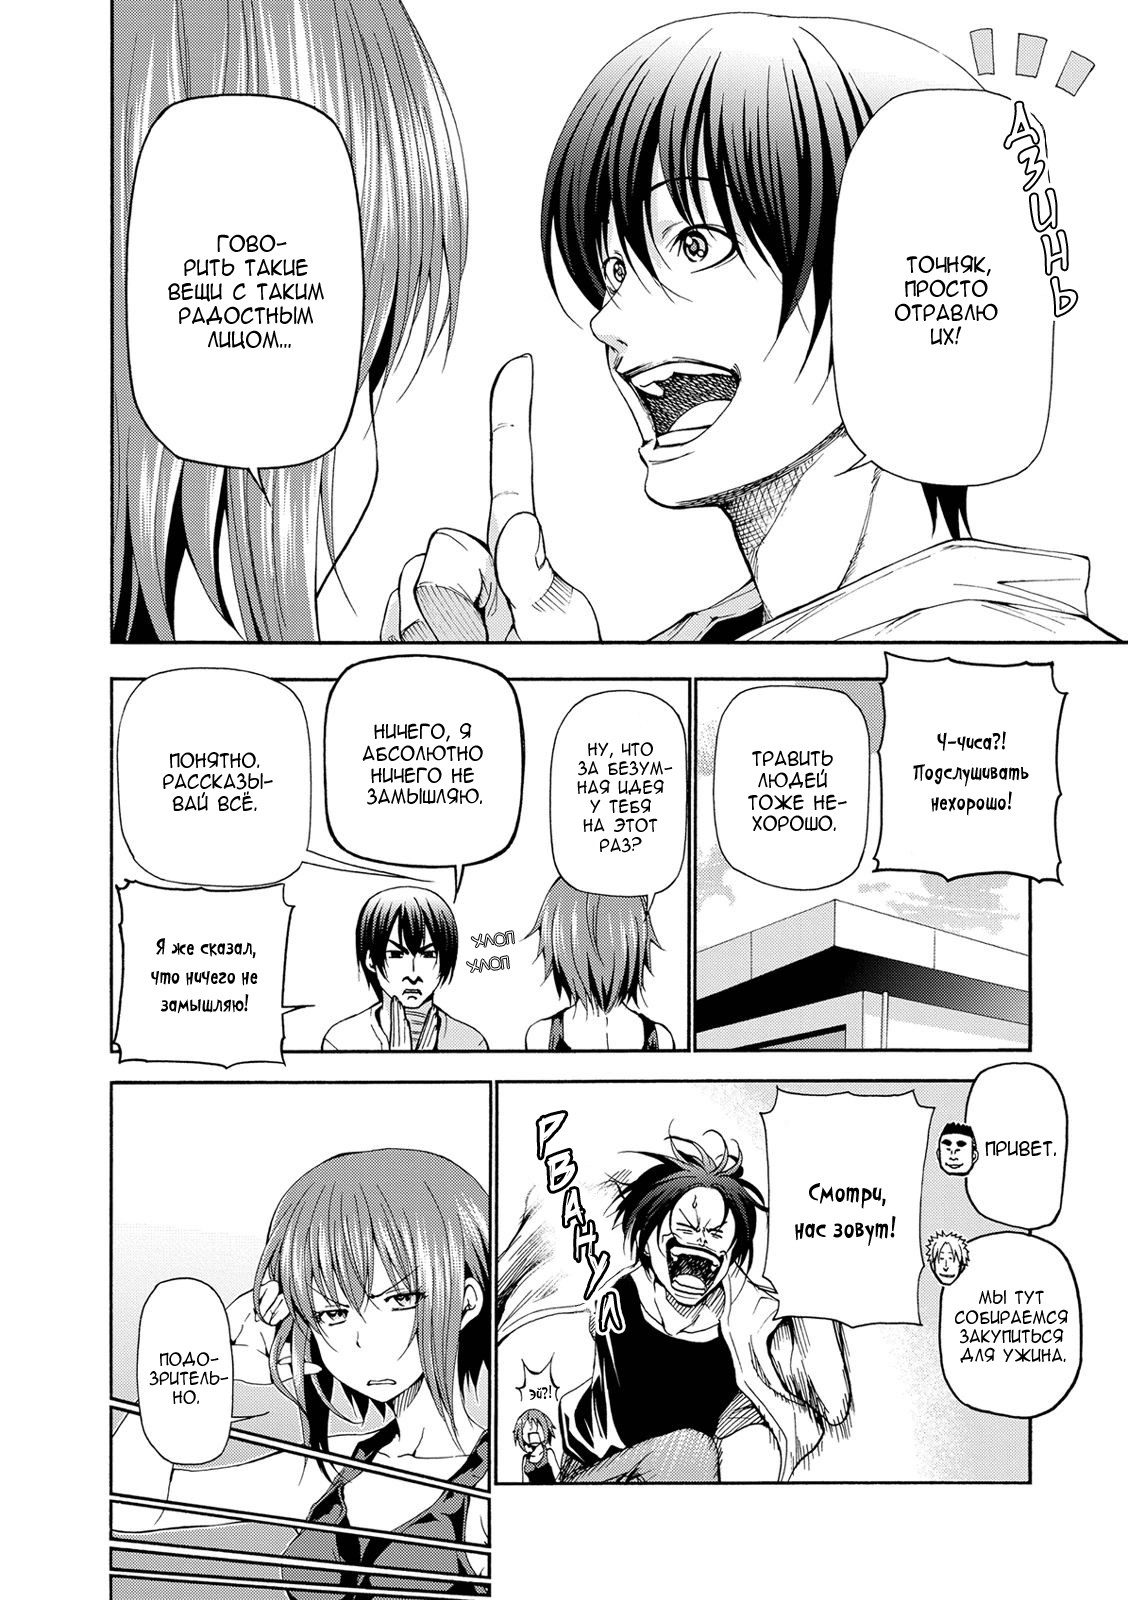 ДЗИНЬ
ТОЧНЯК,
ПРОСТО
ОТРАВЛЮ
ИХ!
ГОВО-
РИТЬ ТАКИЕ
ВЕЩИ С ТАКИМ
РАДОСТНЫМ
ЛИЦОМ...
Ч-чиса?!
Подслушивать
нехорошо!
ТРАВИТЬ
ЛЮДЕЙ
ТОЖЕ НЕ-
ХОРОШО.
НУ, ЧТО
ЗА БЕЗУМ-
НАЯ ИДЕЯ
У ТЕБЯ
НА ЭТОТ
РАЗ?
НИЧЕГО, Я
АБСОЛЮТНО
НИЧЕГО НЕ
ЗАМЫШЛЯЮ.
ХЛОП
ХЛОП
ПОНЯТНО.
РАССКАЗЫ-
ВАЙ ВСЁ.
Я же сказал,
что ничего не
замышляю!
ПРИВЕТ.
МЫ ТУТ
СОБИРАЕМСЯ
ЗАКУПИТЬСЯ
ДЛЯ УЖИНА.
Смотри,
нас зовут!
РВАНУЛ
ЭЙ?!
ПОДО-
ЗРИТЕЛЬ-
НО.